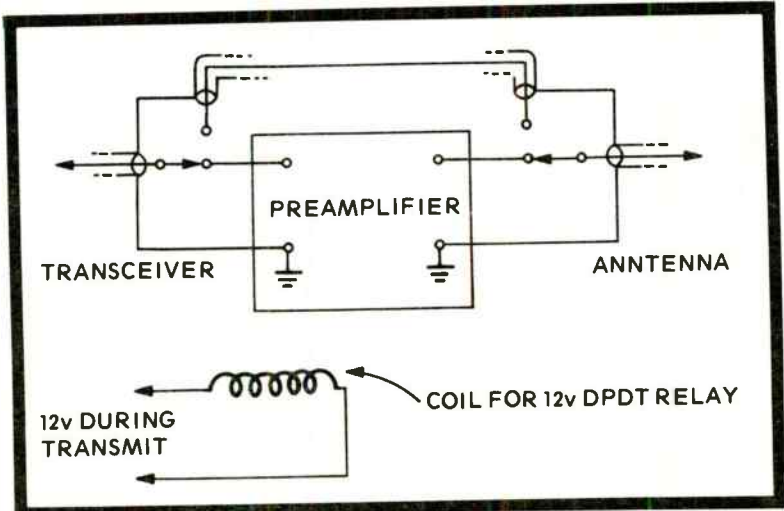 PREAMPLIFIER
TRANSCEIVER
ANNTENNA
COIL FOR 12v DPDT RELAY
12v DURING
TRANSMIT